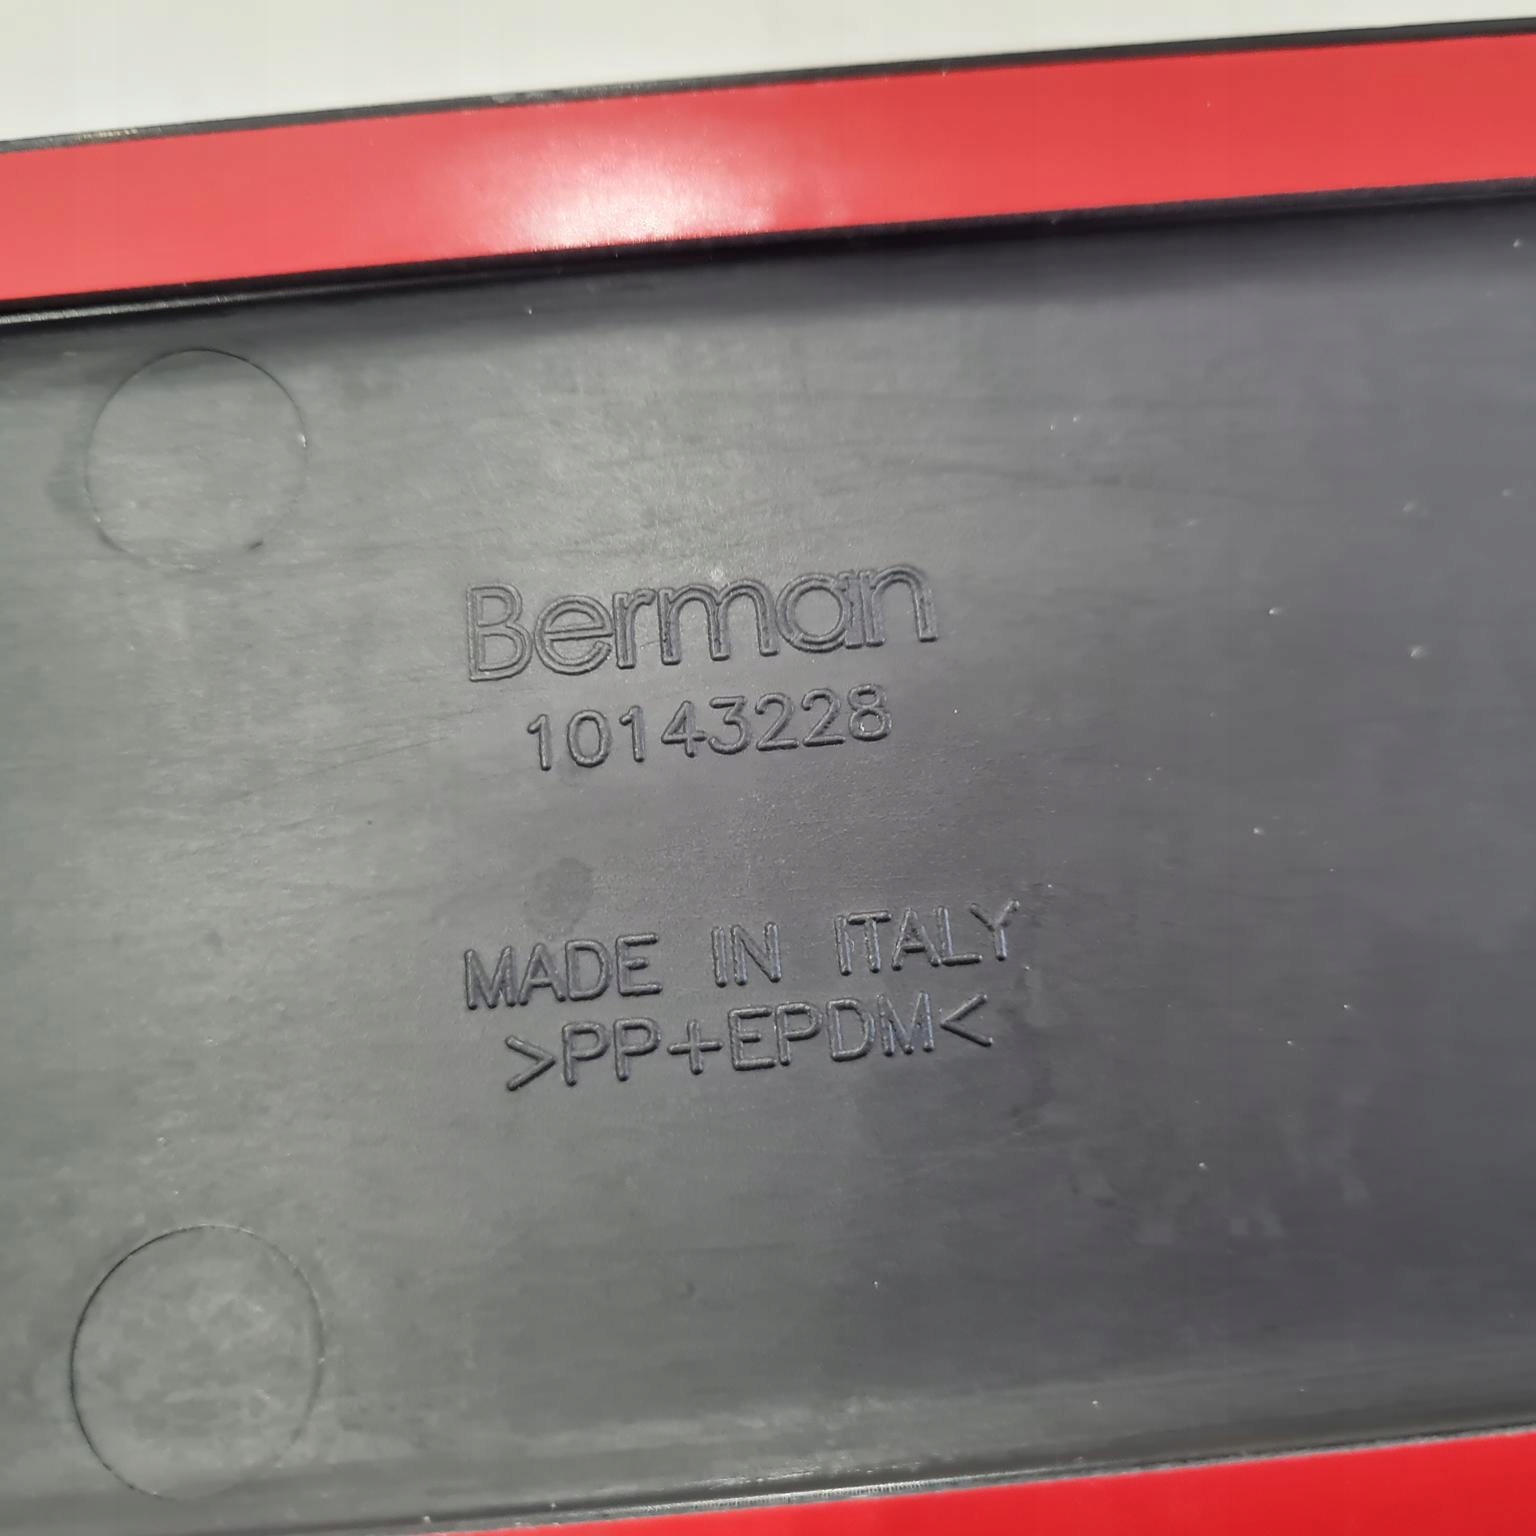 Berman
10143228
MADE IN ITALY
>PP+EPDM<